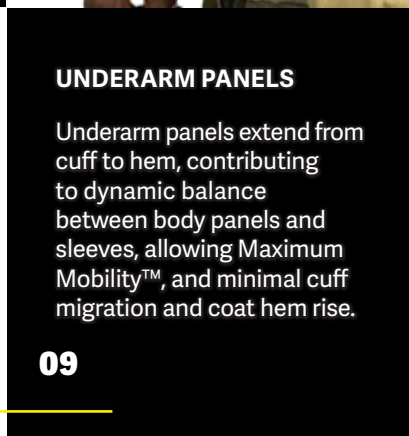 UNDERARM PANELS
Underarm panels extend from
cuff to hem, contributing
to dynamic balance
between body panels and
sleeves, allowing Maximum
Mobility™, and minimal cuff
migration and coat hem rise.
09